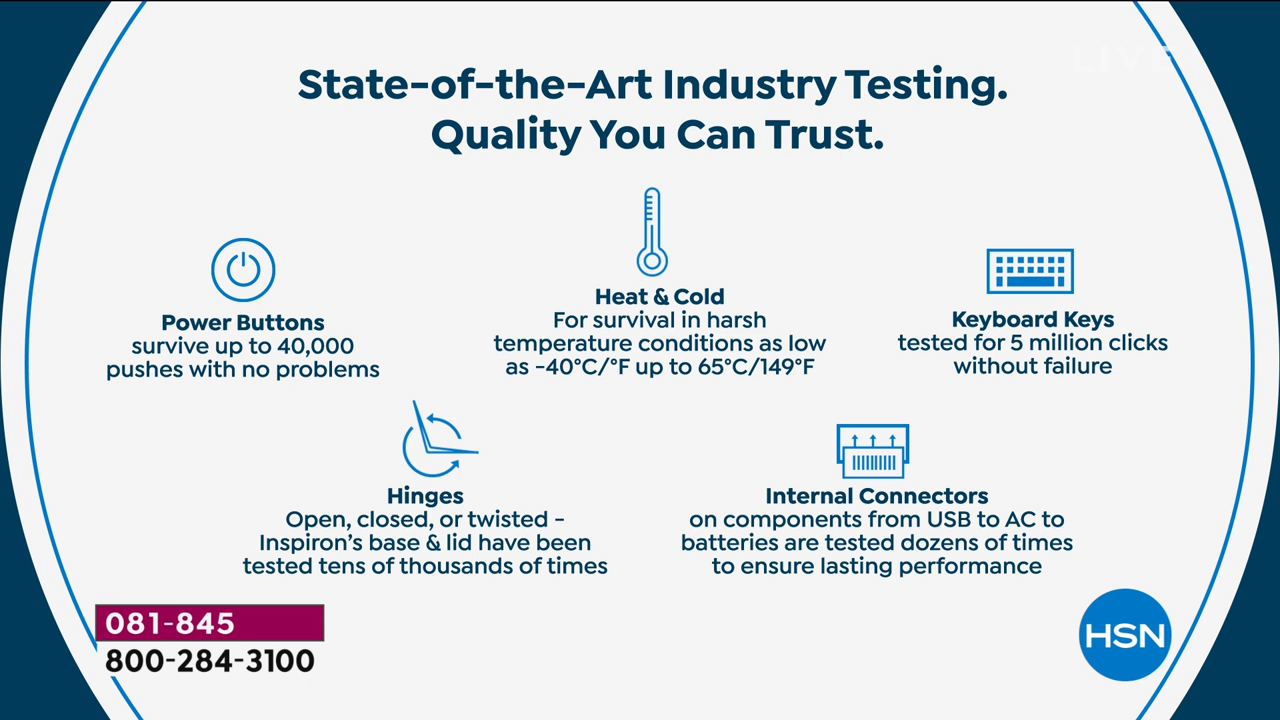 LIVE
State-of-the-Art Industry Testing.
Quality You Can Trust.
Power Buttons
survive up to 40,000
pushes with no problems
Heat & Cold
For survival in harsh
temperature conditions as low
as -40°C/°F up to 65°C/149°F
Keyboard Keys
tested for 5 million clicks
without failure
Hinges
Open, closed, or twisted -
Inspiron's base & lid have been
tested tens of thousands of times
Internal Connectors
on components from USB to AC to
batteries are tested dozens of times
to ensure lasting performance
081-845
800-284-3100
HSN